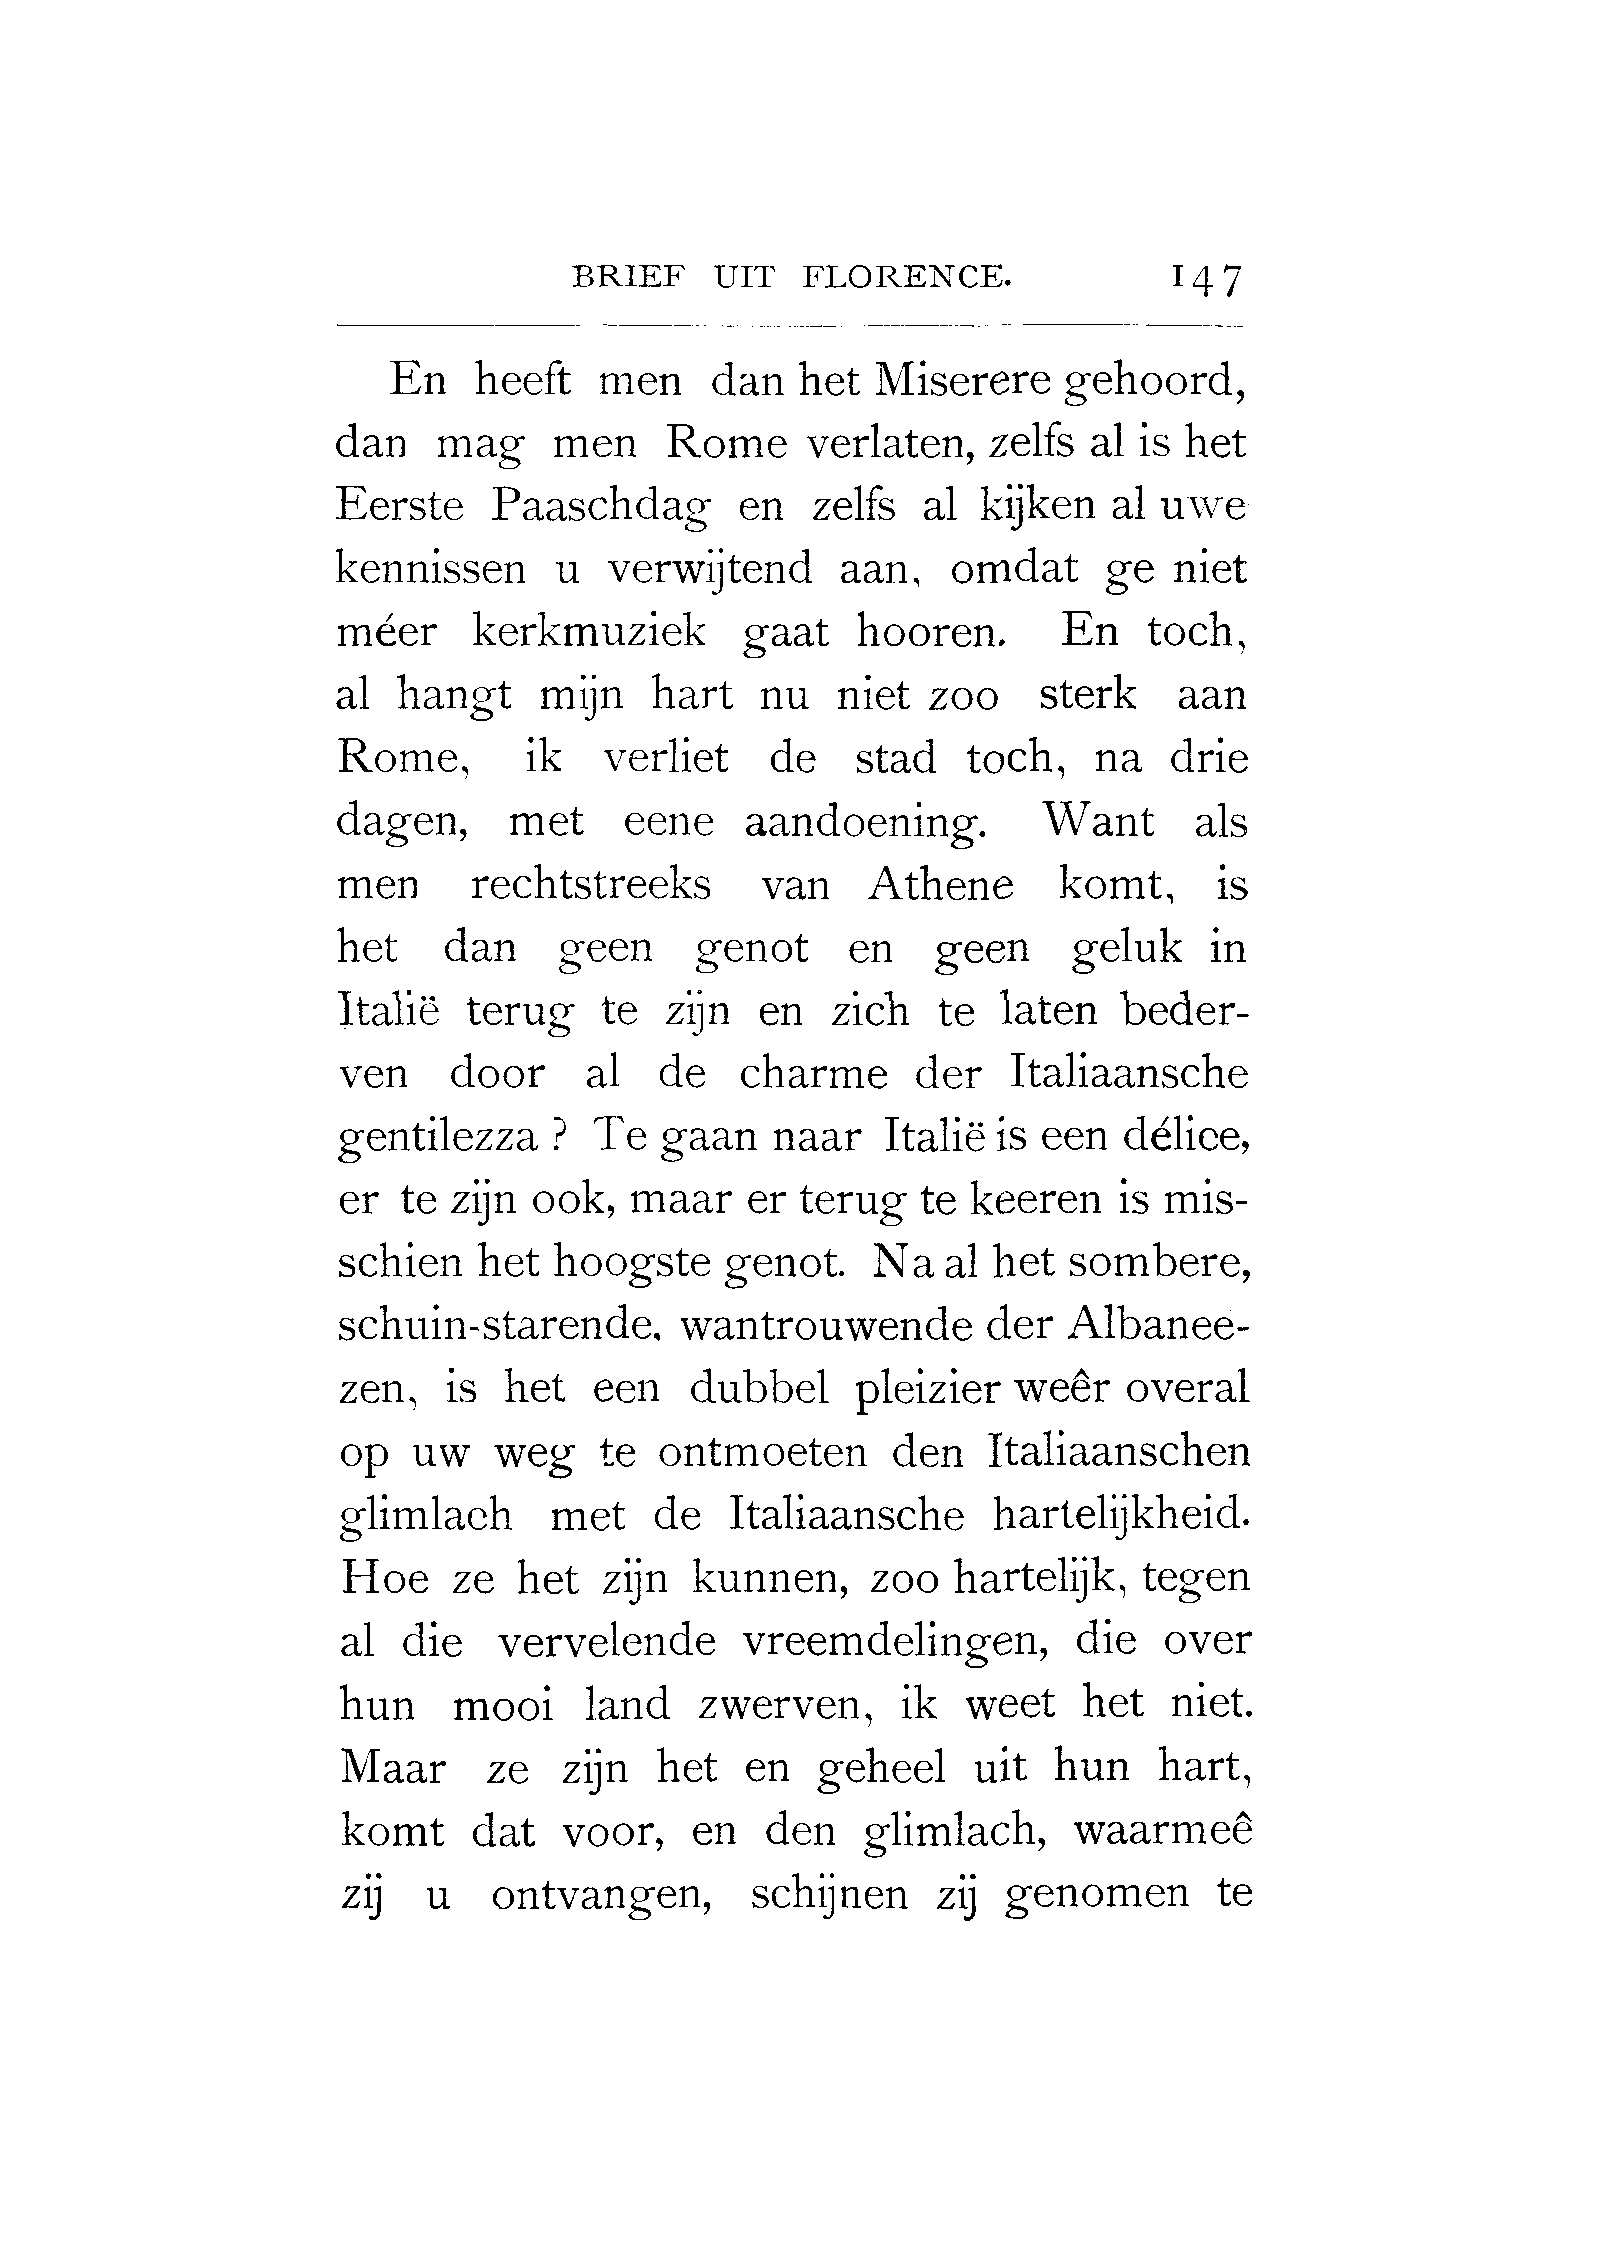 BRIEF UIT FLORENCE. 147
En heeft men dan het Miserere gehoord,
dan mag men Rome verlaten, zelfs al is het
Eerste Paaschdag en zelfs al kijken al uwe
kennissen u verwijtend aan, omdat ge niet
méer kerkmuziek gaat hooren. En toch,
al hangt mijn hart nu niet zoo sterk aan
Rome, ik verliet de stad toch, na drie
dagen, met eene aandoening. Want als
men rechtstreeks van Athene komt, is
het dan geen genot en geen geluk in
Italië terug te zijn en zich te laten beder-
ven door al de charme der Italiaansche
gentilezza? Te gaan naar Italië is een délice,
er te zijn ook, maar er terug te keeren is mis-
schien het hoogste genot. Na al het sombere,
schuin-starende, wantrouwende der Albanee-
zen, is het een dubbel pleizier weêr overal
op uw weg te ontmoeten den Italiaanschen
glimlach met de Italiaansche hartelijkheid.
Hoe ze het zijn kunnen, zoo hartelijk, tegen
al die vervelende vreemdelingen, die over
hun mooi land zwerven, ik weet het niet.
Maar ze zijn het en geheel uit hun hart,
komt dat voor, en den glimlach, waarmeê
zij u ontvangen, schijnen zij genomen te